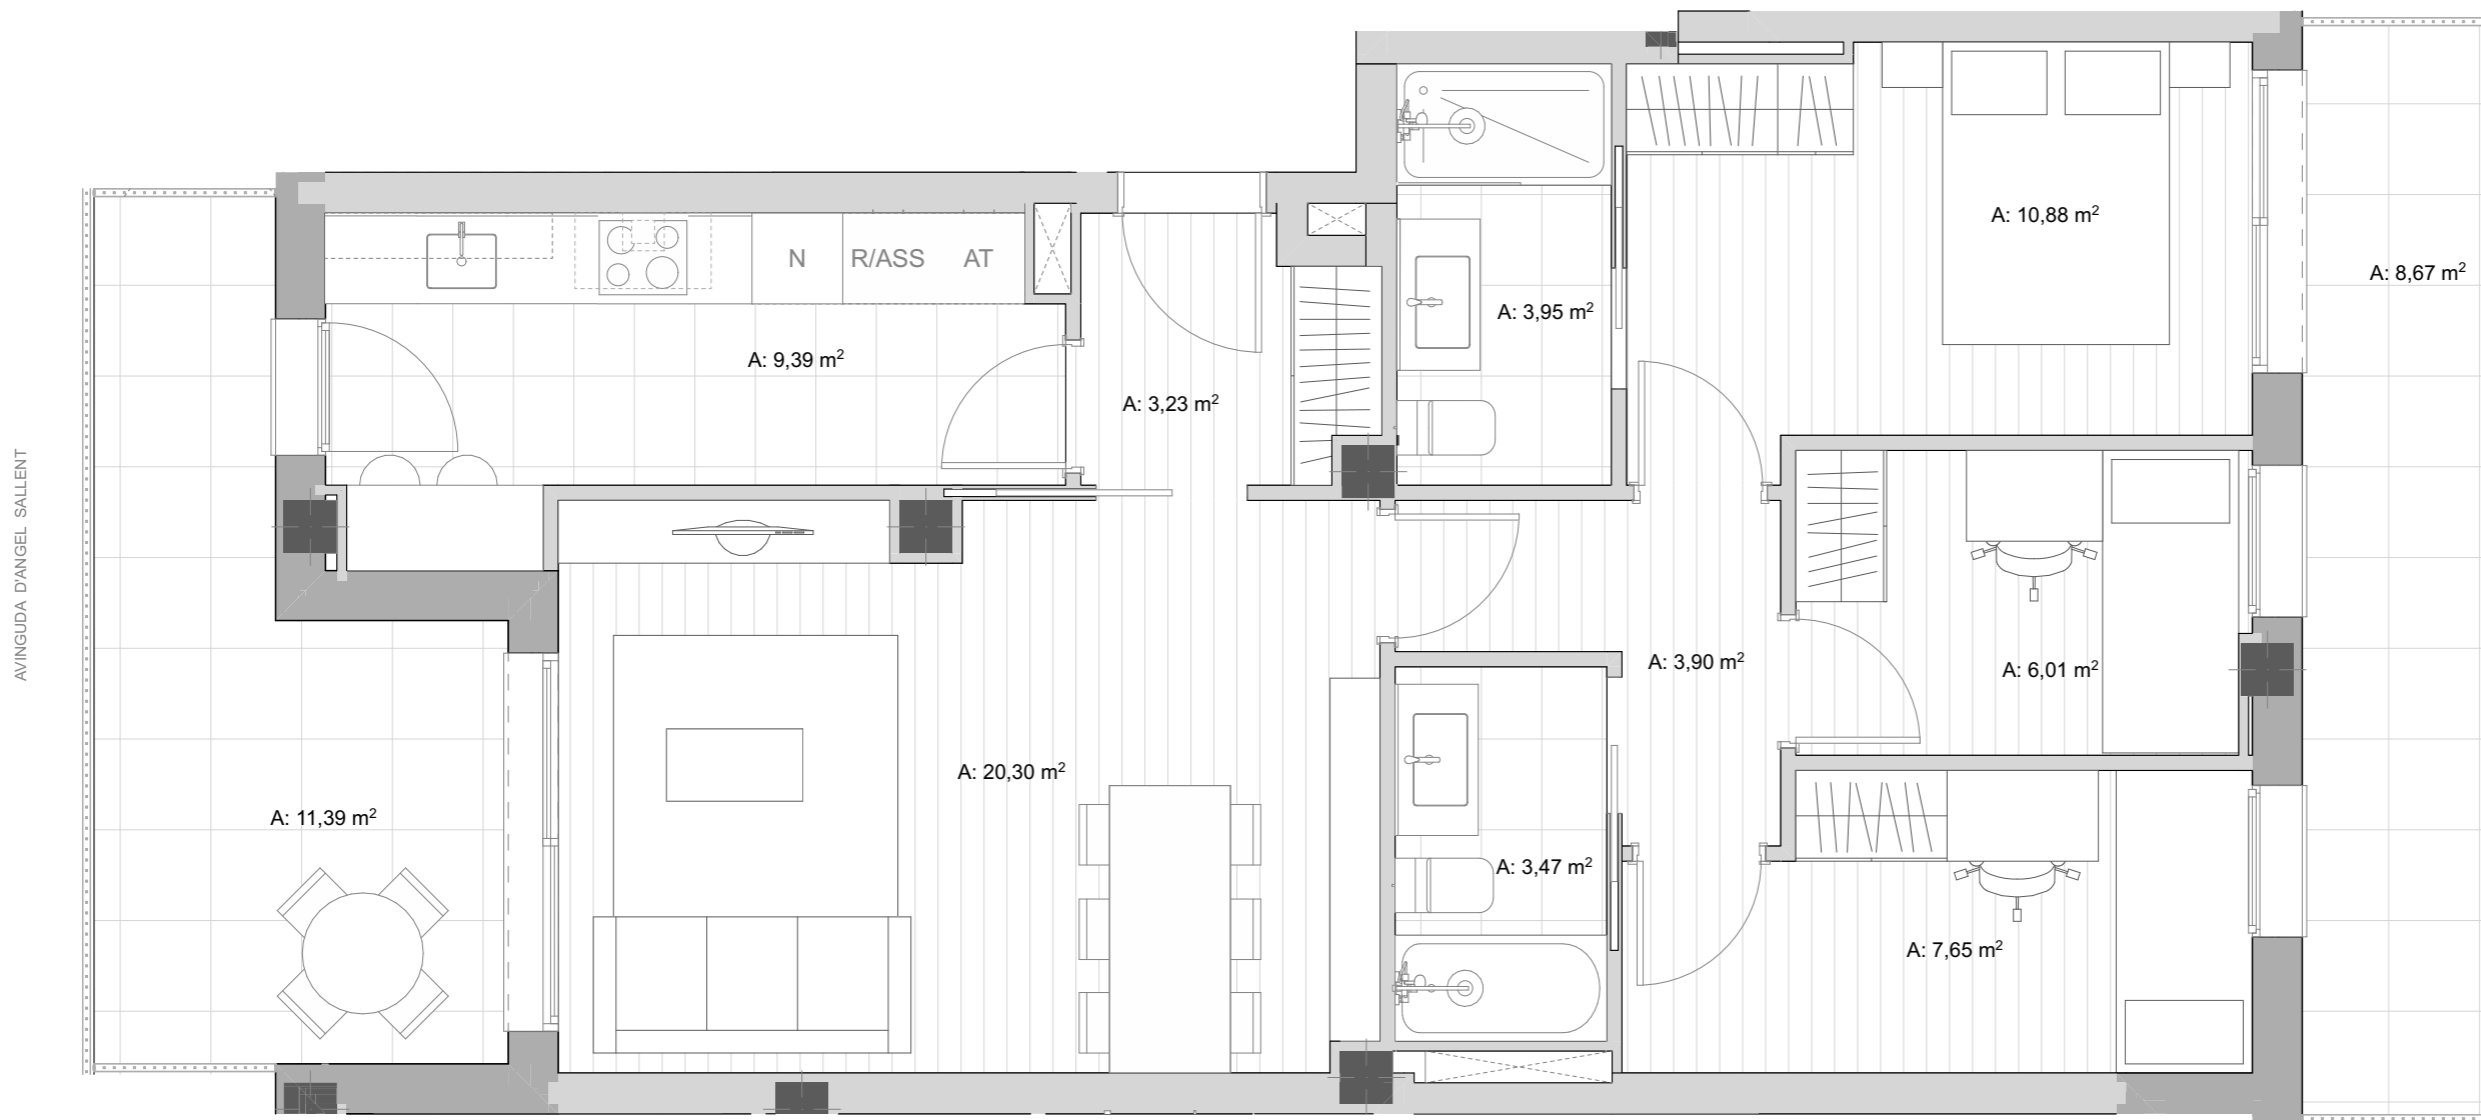 AVINGUDA D'ANGEL SALLENT
N
R/ASS
AT
A: 10,88 m²
A: 8,67 m²
A: 3,95 m²
A: 9,39 m²
A: 3,23 m²
A: 3,90 m²
A: 6,01 m²
A: 20,30 m²
A: 11,39 m²
A: 3,47 m²
A: 7,65 m²